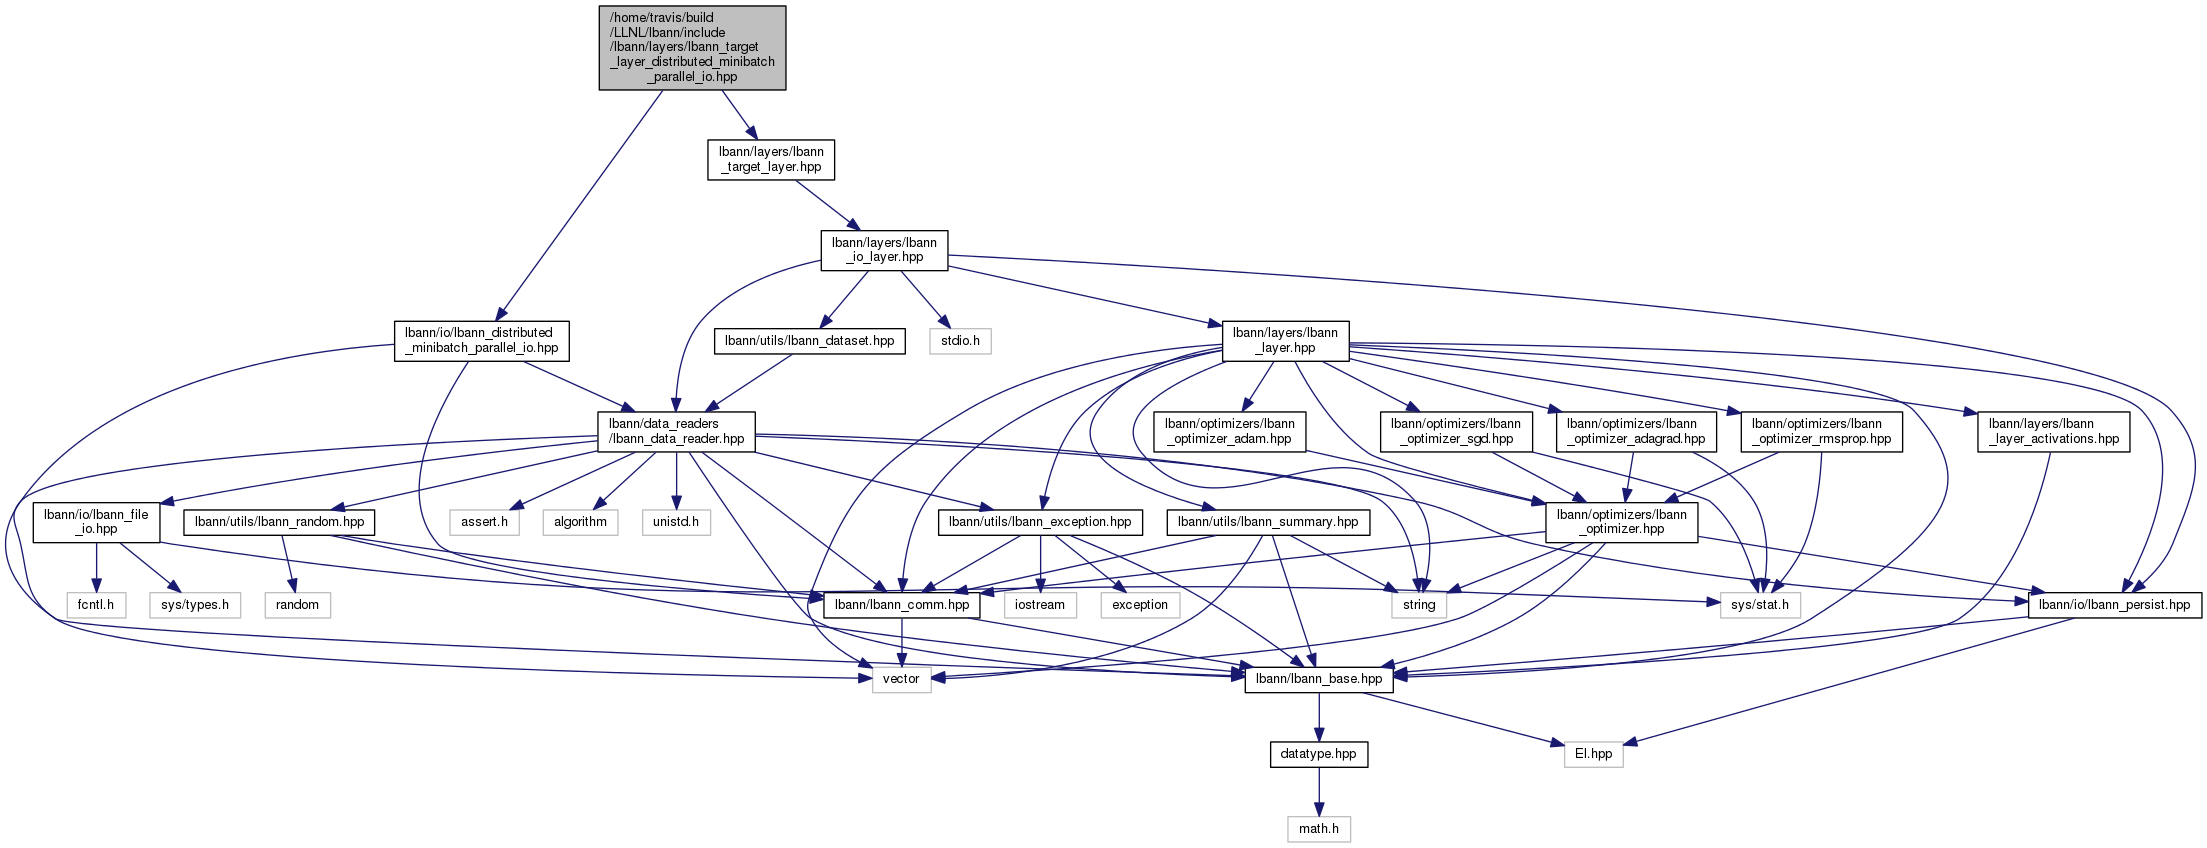 /home/travis/build
/LLNL/lbann/include
/lbann/layers/lbann_target
_layer_distributed_minibatch
_parallel_io.hpp
lbann/layers/lbann
_target_layer.hpp
lbann/layers/lbann
_io_layer.hpp
lbann/io/lbann_distributed
_minibatch_parallel_io.hpp
lbann/utils/lbann_dataset.hpp
stdio.h
lbann/layers/lbann
_layer.hpp
lbann/data_readers
/lbann_data_reader.hpp
lbann/optimizers/lbann
_optimizer_adam.hpp
lbann/optimizers/lbann
_optimizer_sgd.hpp
lbann/optimizers/lbann
_optimizer_adagrad.hpp
lbann/optimizers/lbann
_optimizer_rmsprop.hpp
lbann/layers/lbann
_layer_activations.hpp
lbann/io/lbann_file
_io.hpp
lbann/utils/lbann_random.hpp
assert.h
algorithm
unistd.h
lbann/utils/lbann_exception.hpp
lbann/utils/lbann_summary.hpp
lbann/optimizers/lbann
_optimizer.hpp
fcntl.h
sys/types.h
random
lbann/lbann_comm.hpp
iostream
exception
string
sys/stat.h
lbann/io/lbann_persist.hpp
vector
lbann/lbann_base.hpp
datatype.hpp
El.hpp
math.h